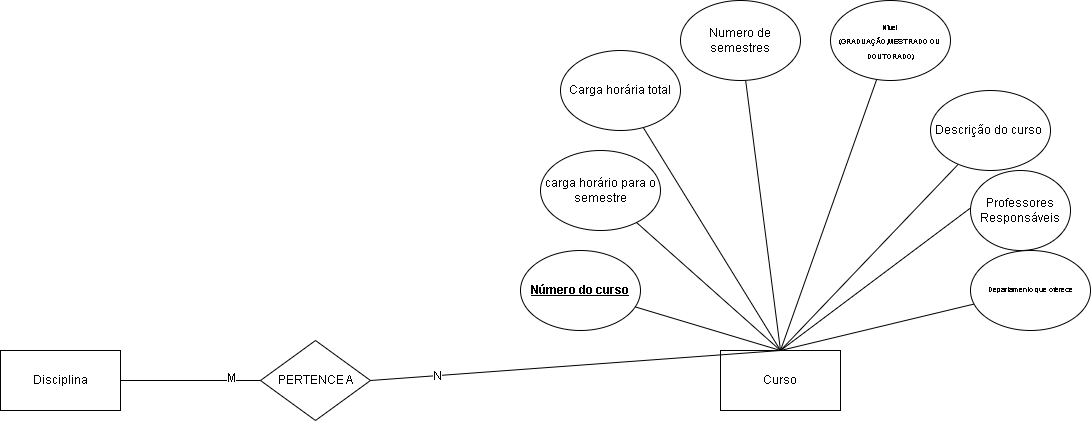 Numero de
semestres
Nível
(GRADUAÇÃO,MESTRADO OU
DOUTORADO)
Carga horária total
Descrição do curso
carga horário para o
semestre
Professores
Responsáveis
Número do curso
Departamento que oferece
Disciplina
M
PERTENCE A
N
Curso